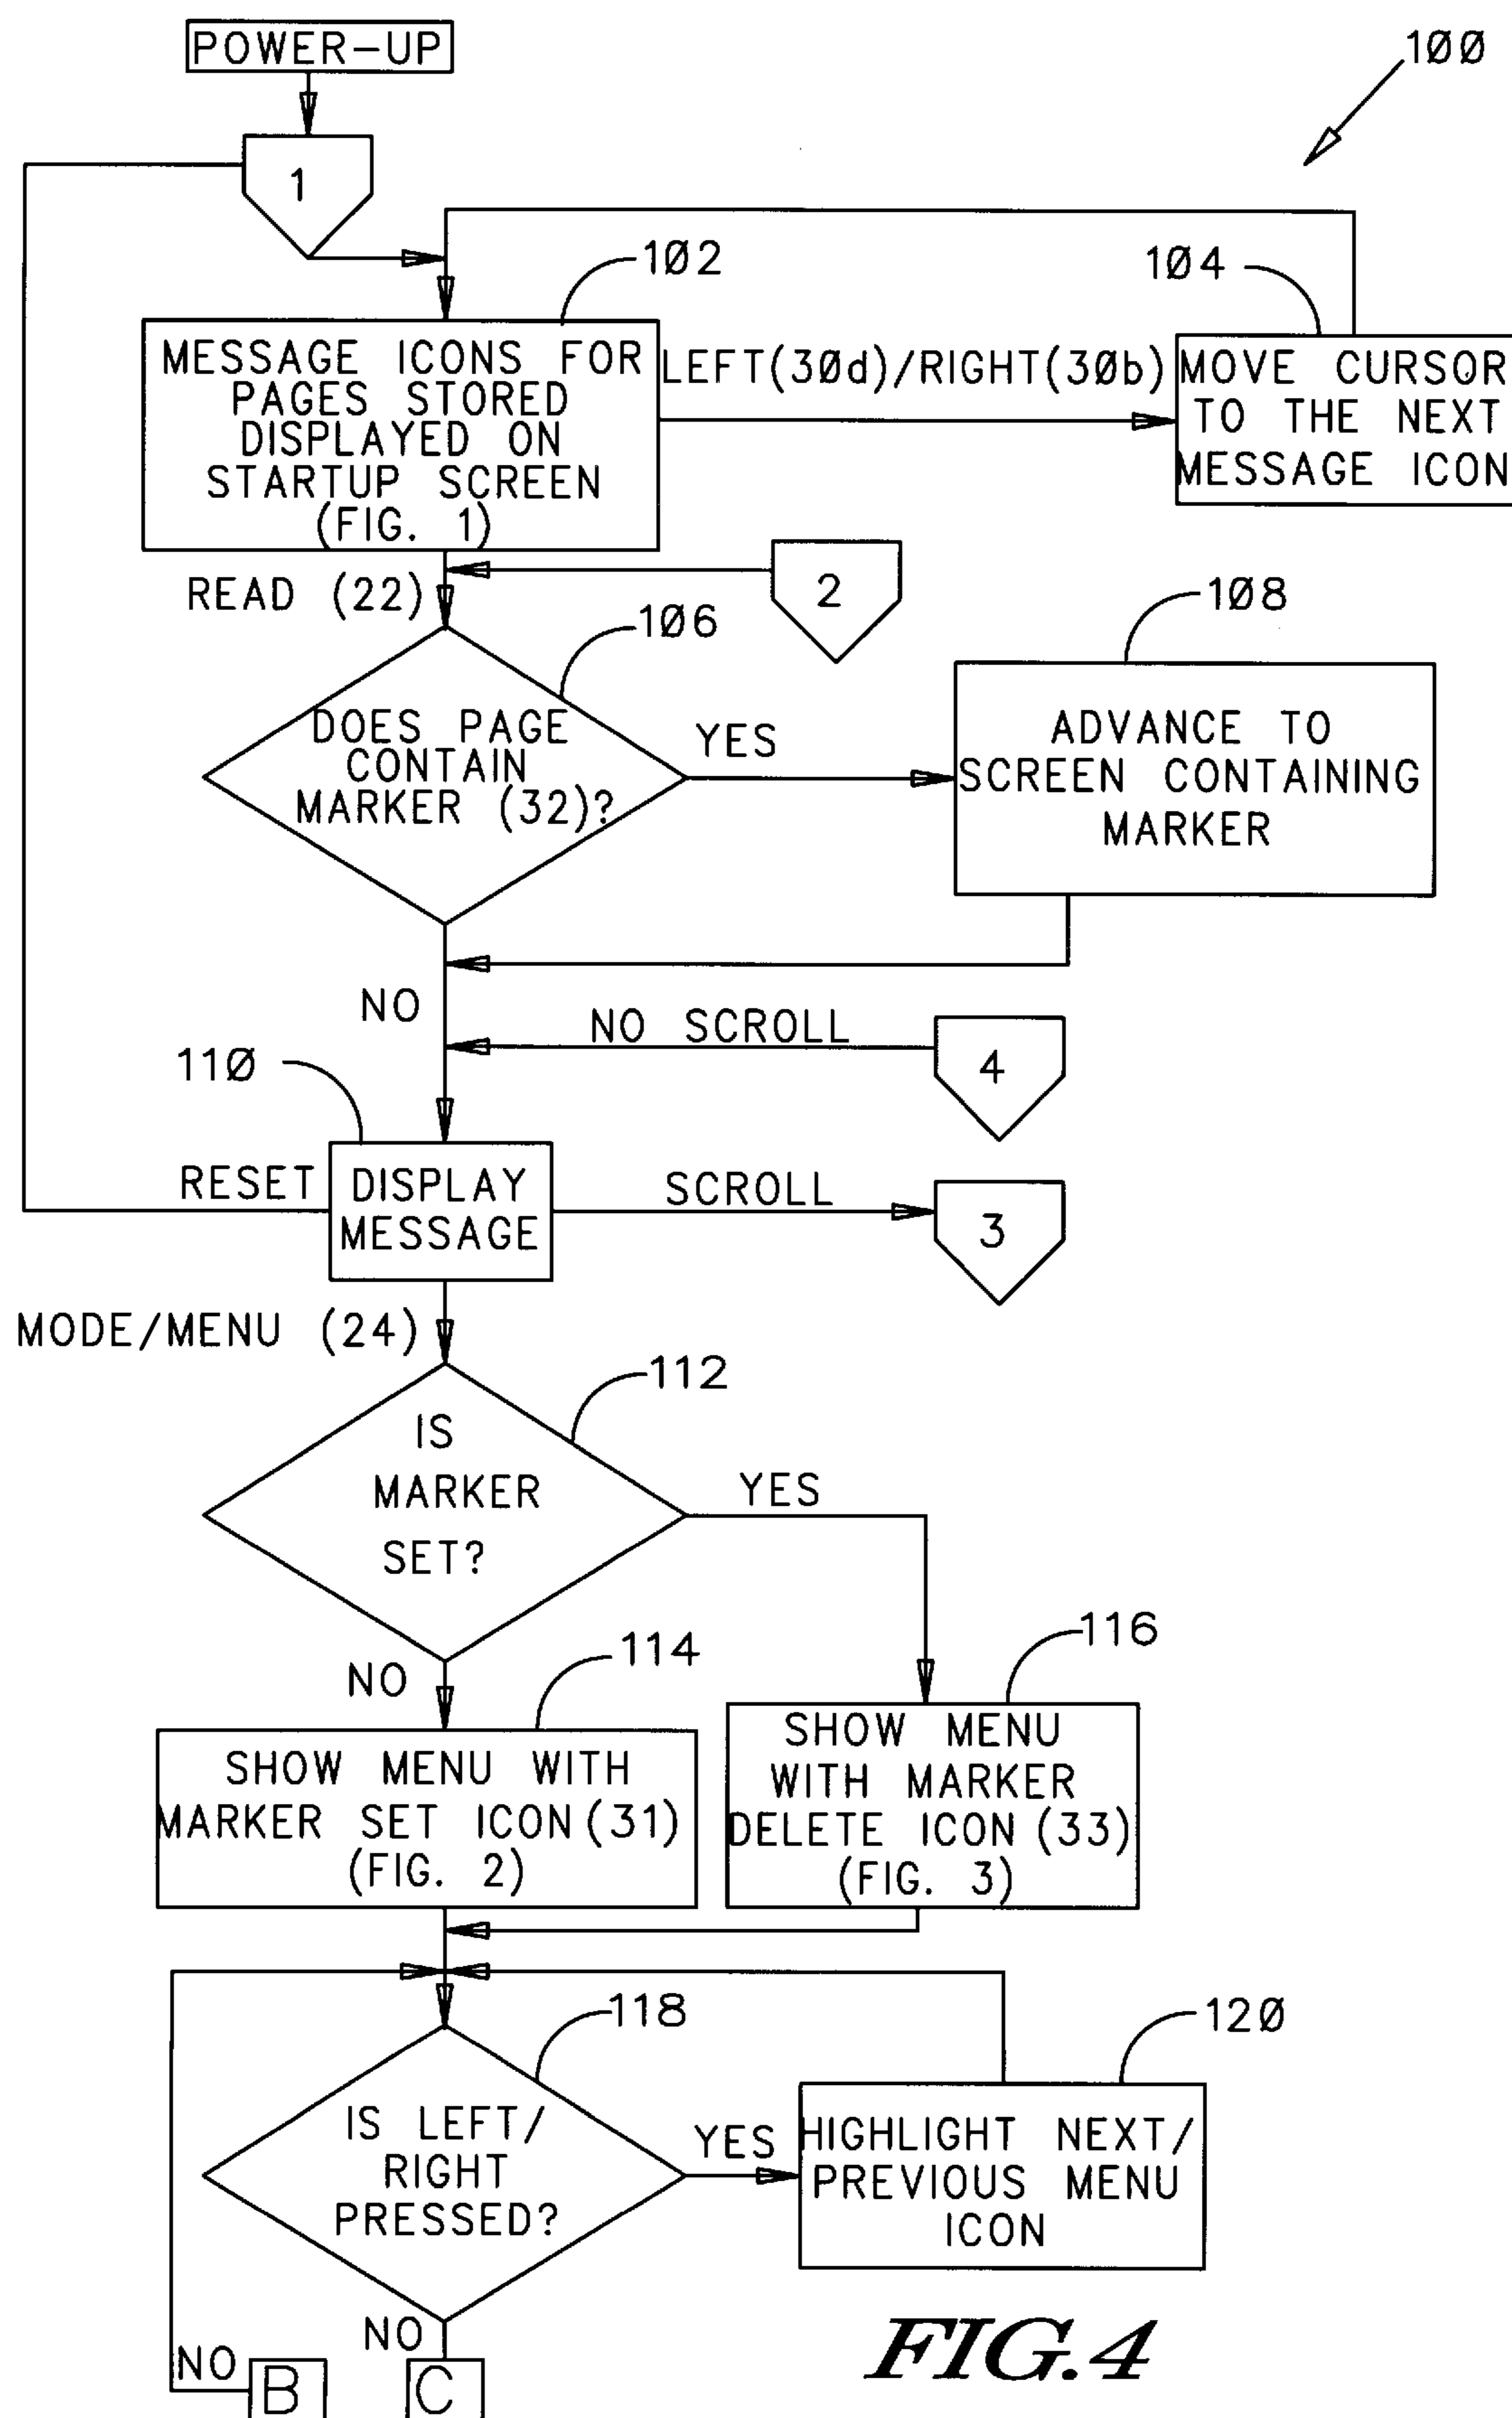 POWER-UP
100
1
102
104
MESSAGE ICONS FOR
PAGES STORED
DISPLAYED ON
STARTUP SCREEN
(FIG. 1)
LEFT(30d)/RIGHT(30b)
MOVE CURSOR
TO THE NEXT
MESSAGE ICON
READ (22)
2
106
108
DOES PAGE
CONTAIN
MARKER (32)?
YES
ADVANCE TO
SCREEN CONTAINING
MARKER
NO
NO SCROLL
4
110
RESET
DISPLAY
MESSAGE
SCROLL
3
MODE/MENU (24)
112
IS
MARKER
SET?
YES
NO
114
116
SHOW MENU WITH
MARKER SET ICON (31)
(FIG. 2)
SHOW MENU
WITH MARKER
DELETE ICON (33)
(FIG. 3)
118
120
IS LEFT/
RIGHT
PRESSED?
YES
HIGHLIGHT NEXT/
PREVIOUS MENU
ICON
NO
NO
B
C
FIG.4